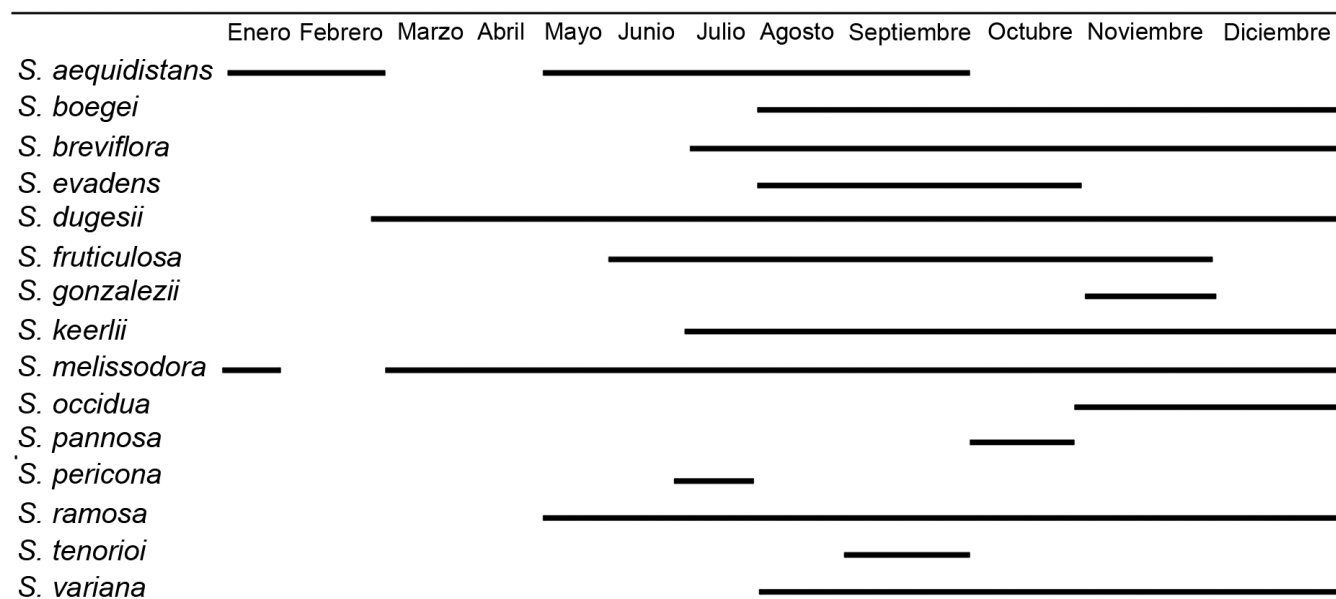 Enero Febrero Marzo Abril Mayo Junio Julio Agosto Septiembre Octubre Noviembre Diciembre
S. aequidistans
S. boegei
S. breviflora
S. evadens
S. dugesii
S. fruticulosa
S. gonzalezii
S. keerlii
S. melissodora
S. occidua
S. pannosa
S. pericona
S. ramosa
S. tenorioi
S. variana